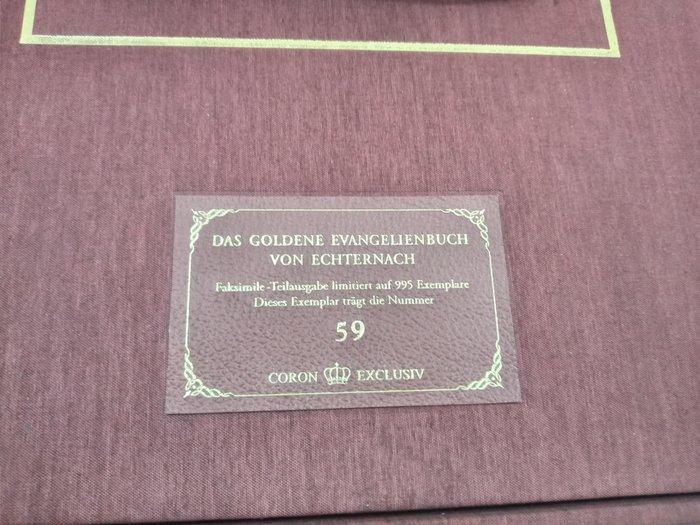 DAS GOLDENE EVANGELIENBUCH
VON ECHTERNACH
Faksimile-Teilausgabe limitiert auf 995 Exemplare
Dieses Exemplar trägt die Nummer
59
CORON EXCLUSIV